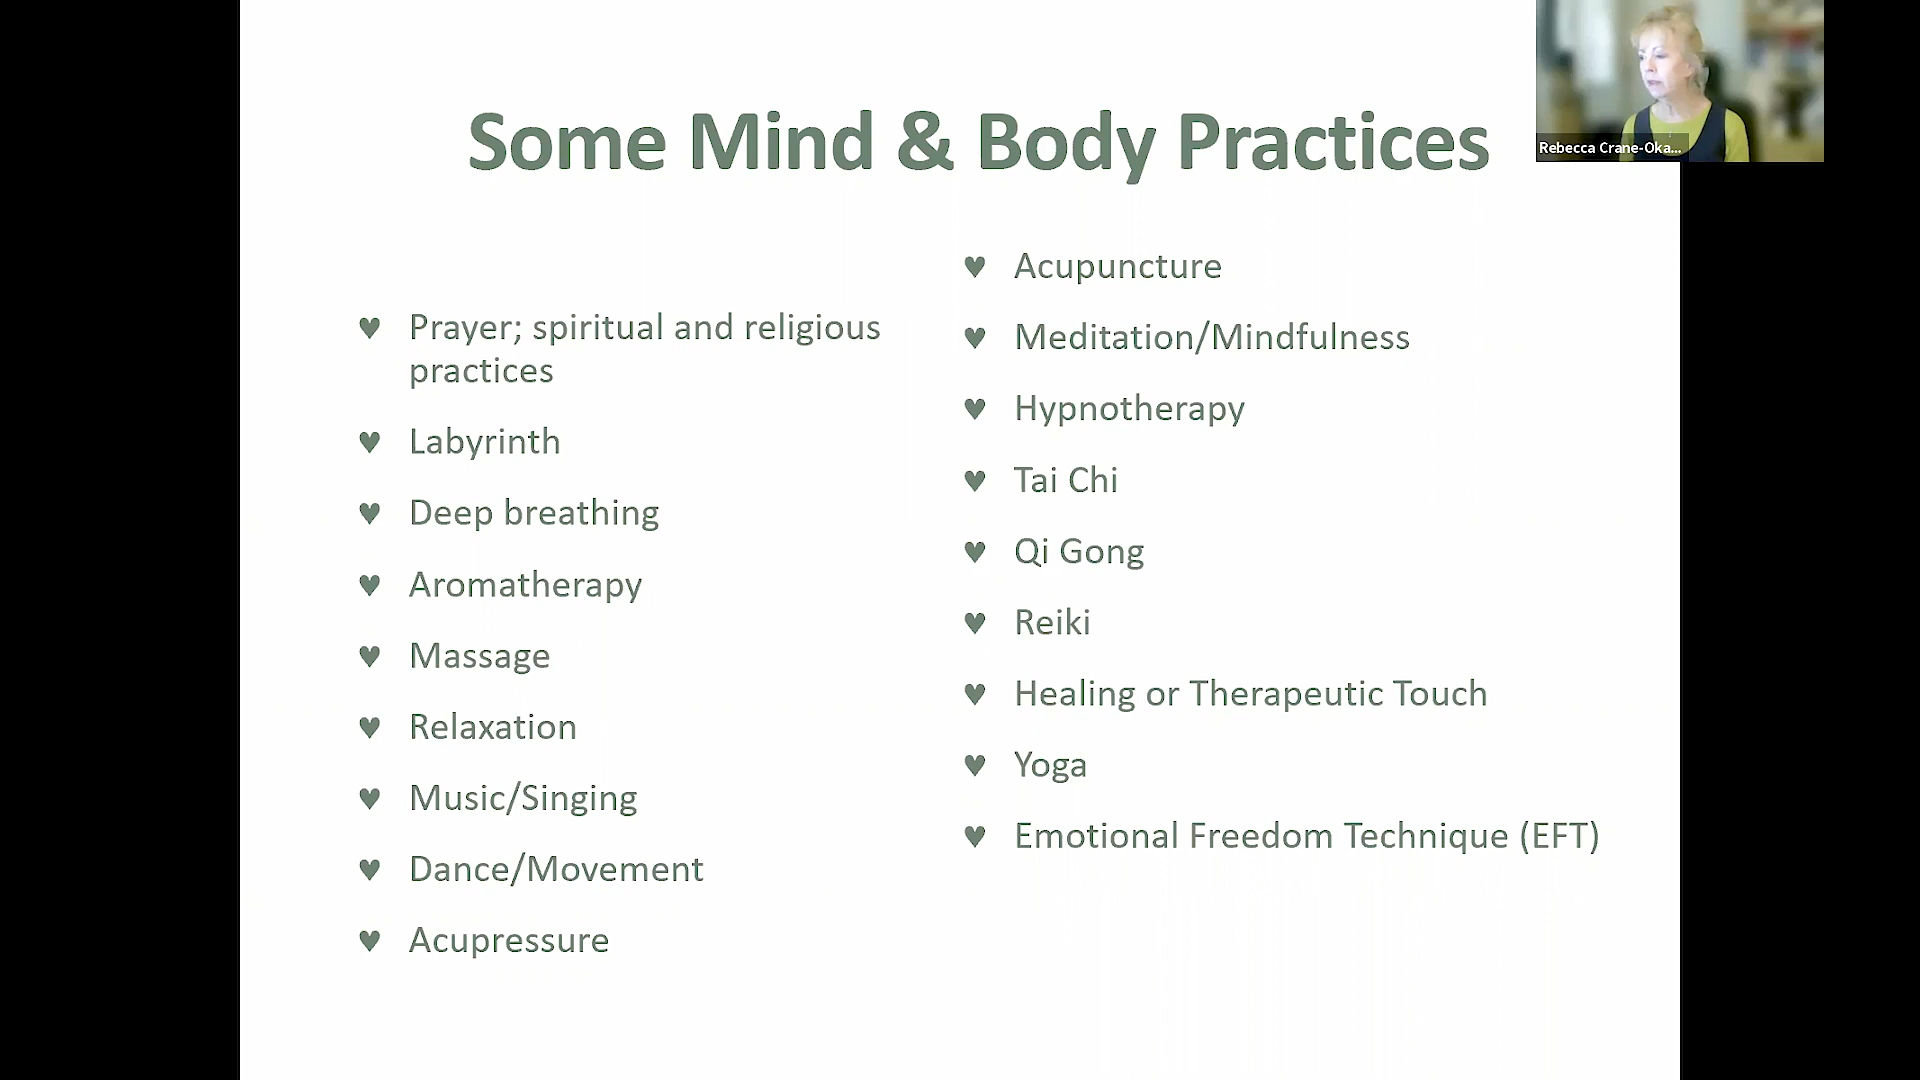 Some Mind & Body Practices
Rebecca Crane-Oka...
♥ Prayer; spiritual and religious
practices
♥ Labyrinth
♥ Deep breathing
♥ Aromatherapy
♥ Massage
♥ Relaxation
♥ Music/Singing
♥ Dance/Movement
♥ Acupressure
♥ Acupuncture
♥ Meditation/Mindfulness
♥ Hypnotherapy
♥ Tai Chi
♥ Qi Gong
♥ Reiki
♥ Healing or Therapeutic Touch
♥ Yoga
♥ Emotional Freedom Technique (EFT)